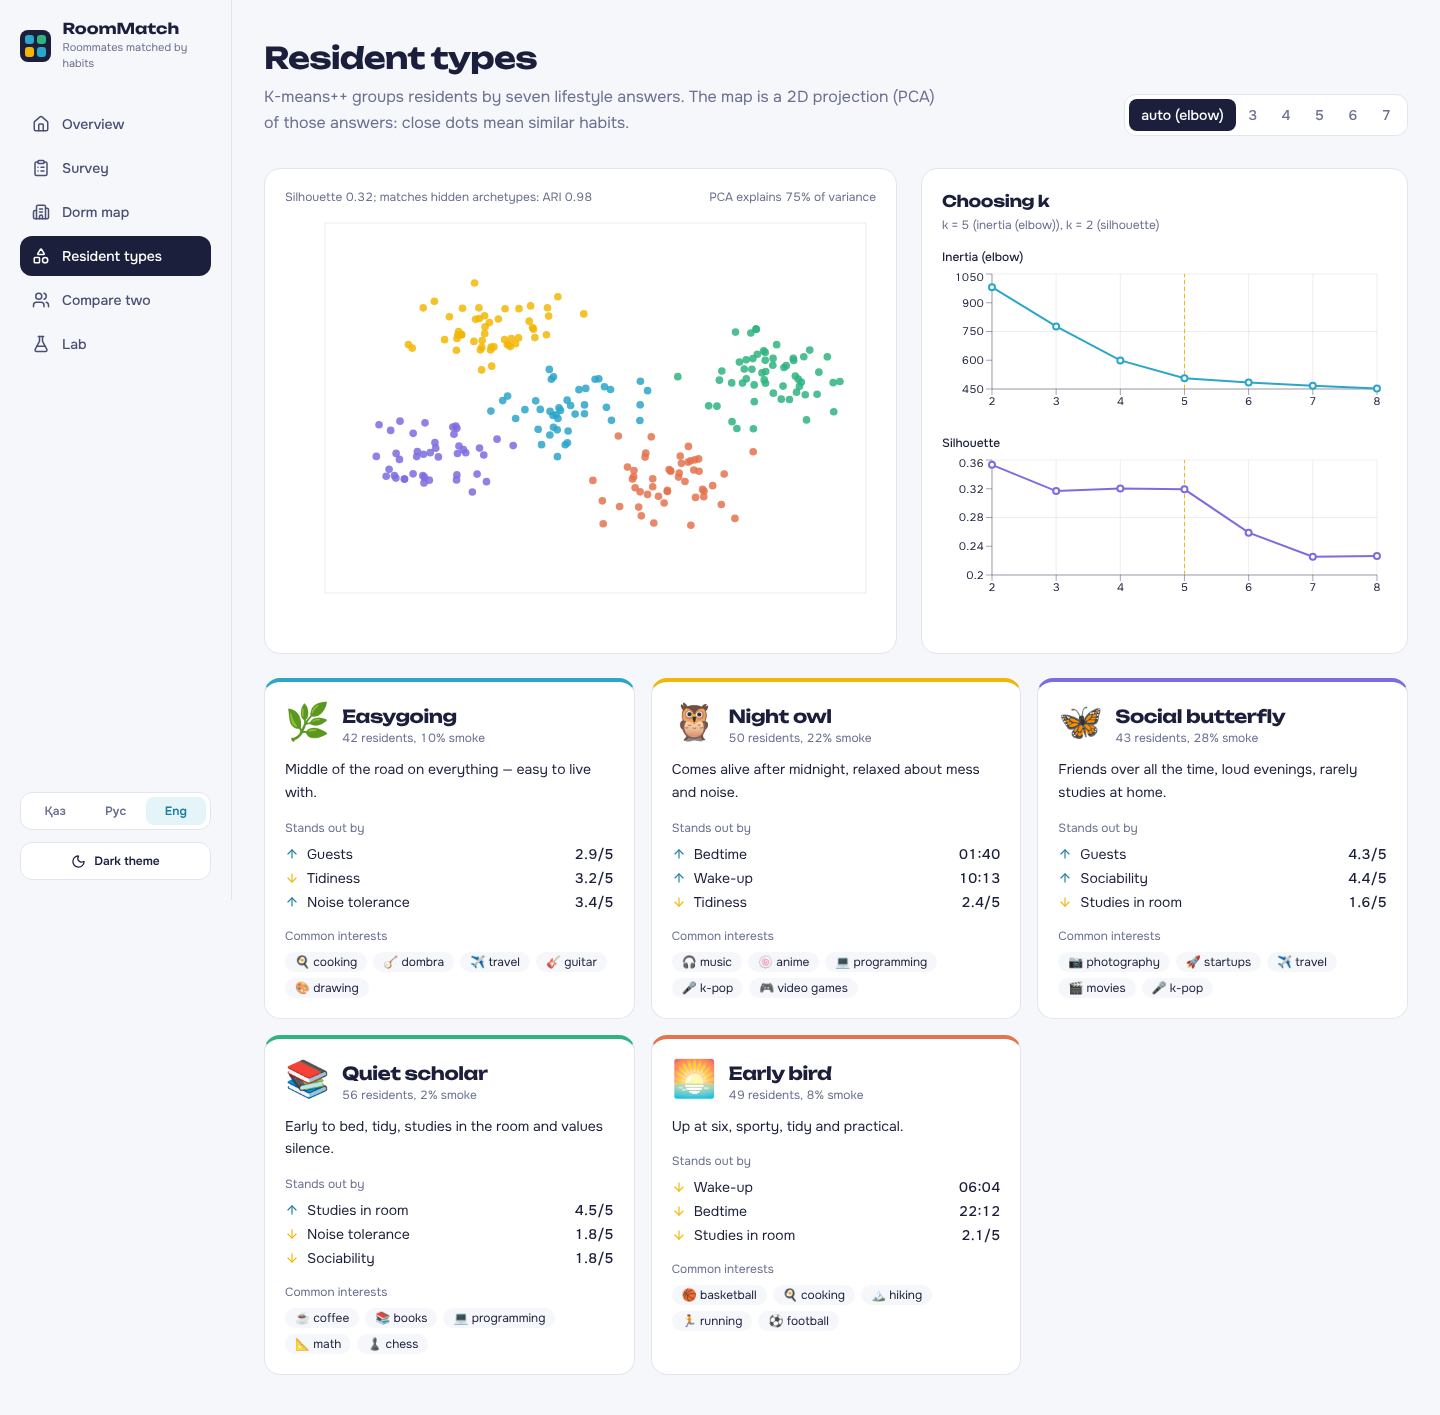 RoomMatch
Roommates matched by
habits
Overview
Survey
Dorm map
Resident types
Compare two
Lab
Қаз Рус Eng
Dark theme
Resident types
K-means++ groups residents by seven lifestyle answers. The map is a 2D projection (PCA)
of those answers: close dots mean similar habits.
auto (elbow) 3 4 5 6 7
Silhouette 0.32; matches hidden archetypes: ARI 0.98
PCA explains 75% of variance
Choosing k
k = 5 (inertia (elbow)), k = 2 (silhouette)
Inertia (elbow)
1050
900
750
600
450
2 3 4 5 6 7 8
Silhouette
0.36
0.32
0.28
0.24
0.2
2 3 4 5 6 7 8
Easygoing
42 residents, 10% smoke
Middle of the road on everything — easy to live
with.
Stands out by
↑ Guests 2.9/5
↓ Tidiness 3.2/5
↑ Noise tolerance 3.4/5
Common interests
cooking dombra travel guitar
drawing
Night owl
50 residents, 22% smoke
Comes alive after midnight, relaxed about mess
and noise.
Stands out by
↑ Bedtime 01:40
↑ Wake-up 10:13
↓ Tidiness 2.4/5
Common interests
music anime programming
k-pop video games
Social butterfly
43 residents, 28% smoke
Friends over all the time, loud evenings, rarely
studies at home.
Stands out by
↑ Guests 4.3/5
↑ Sociability 4.4/5
↓ Studies in room 1.6/5
Common interests
photography startups travel
movies k-pop
Quiet scholar
56 residents, 2% smoke
Early to bed, tidy, studies in the room and values
silence.
Stands out by
↑ Studies in room 4.5/5
↓ Noise tolerance 1.8/5
↓ Sociability 1.8/5
Common interests
coffee books programming
math chess
Early bird
49 residents, 8% smoke
Up at six, sporty, tidy and practical.
Stands out by
↓ Wake-up 06:04
↓ Bedtime 22:12
↓ Studies in room 2.1/5
Common interests
basketball cooking hiking
running football